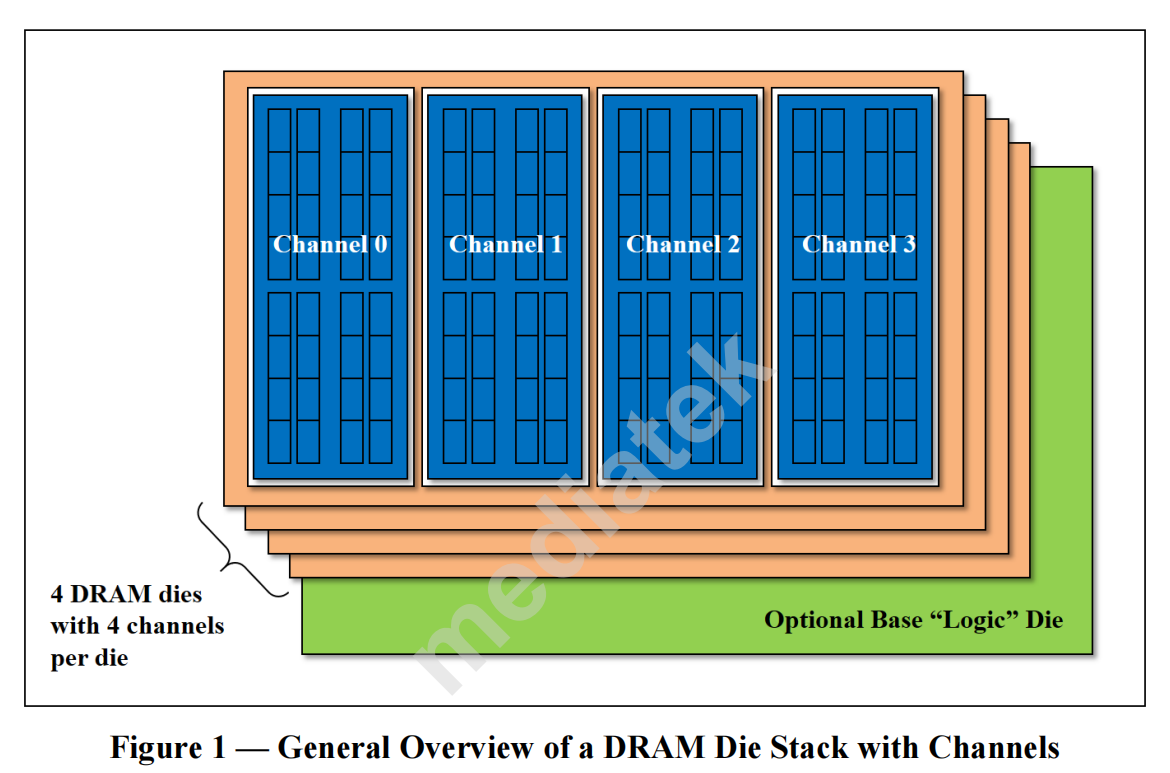 Channel 0
Channel 1
Channel 2
Channel 3
mediatek
4 DRAM dies
with 4 channels
per die
Optional Base “Logic” Die
Figure 1 — General Overview of a DRAM Die Stack with Channels